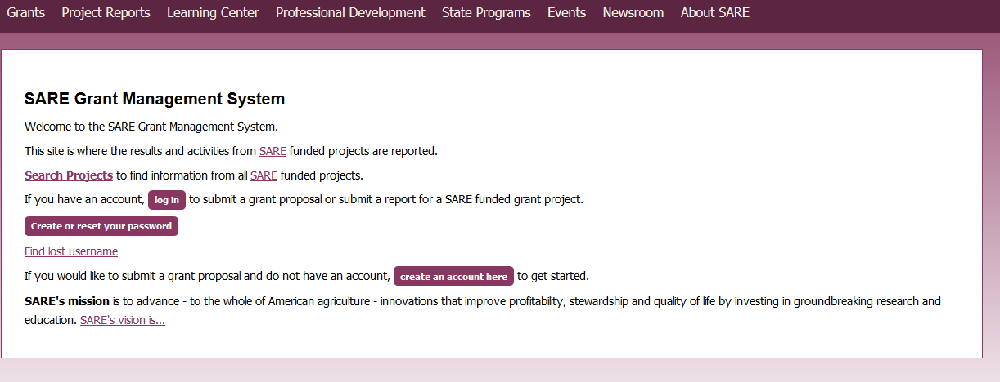 Grants Project Reports Learning Center Professional Development State Programs Events Newsroom About SARE
SARE Grant Management System
Welcome to the SARE Grant Management System.
This site is where the results and activities from SARE funded projects are reported.
Search Projects to find information from all SARE funded projects.
If you have an account, log in to submit a grant proposal or submit a report for a SARE funded grant project.
Create or reset your password
Find lost username
If you would like to submit a grant proposal and do not have an account, create an account here to get started.
SARE's mission is to advance - to the whole of American agriculture - innovations that improve profitability, stewardship and quality of life by investing in groundbreaking research and
education. SARE's vision is...